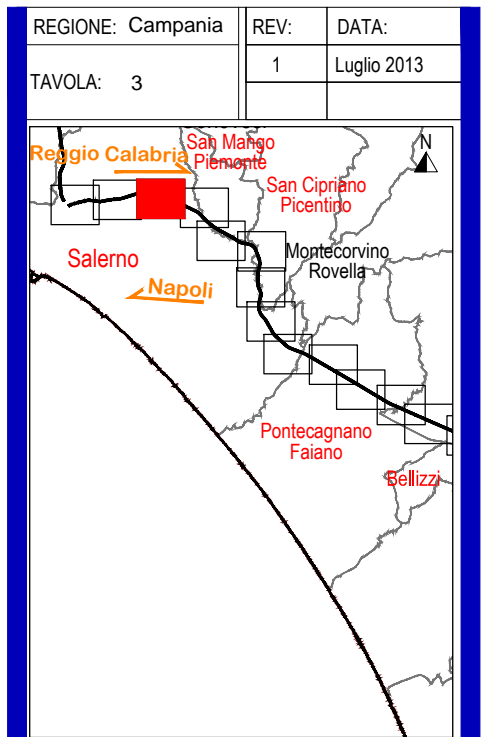 REGIONE: Campania
REV:
DATA:
1
Luglio 2013
TAVOLA: 3
San Mango
Piemonte
Reggio Calabria
N
San Cipriano
Picentino
Montecorvino
Rovella
Salerno
Napoli
Pontecagnano
Faiano
Bellizzi